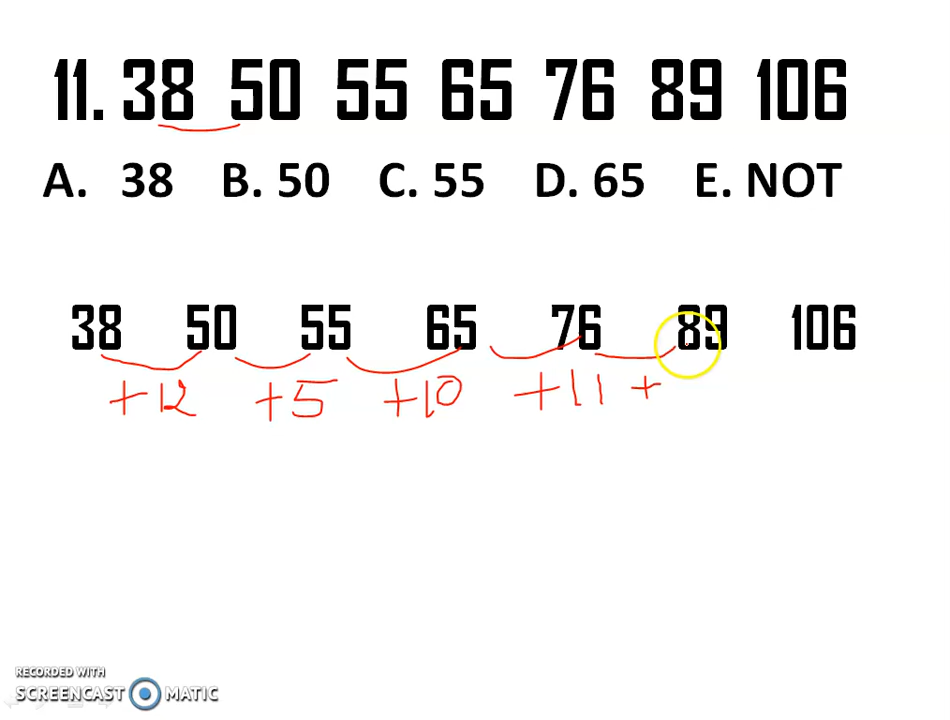 11. 38 50 55 65 76 89 106
A. 38 B. 50 C. 55 D. 65 E. NOT
38 50 55 65 76 89 106
+12 +5 +10 +11 +
RECORDED WITH
SCREENCAST MATIC